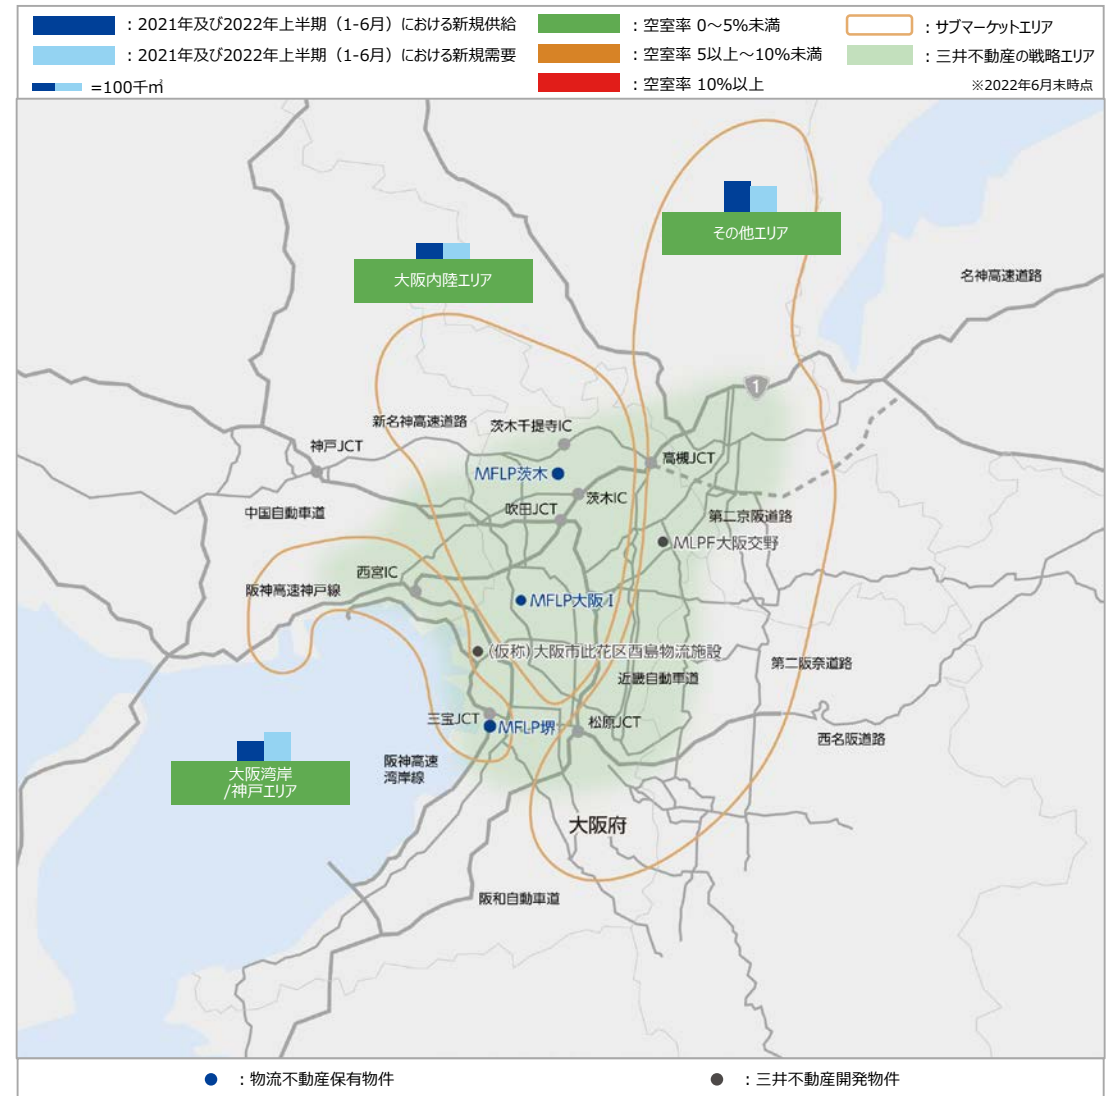 ：2021年及び2022年上半期（1-6月）における新規供給
：2021年及び2022年上半期（1-6月）における新規需要
=100千㎡
：空室率 0～5%未満
：空室率 5以上～10%未満
：空室率 10%以上
：サブマーケットエリア
：三井不動産の戦略エリア
※2022年6月末時点
その他エリア
大阪内陸エリア
名神高速道路
1
新名神高速道路
茨木千提寺IC
神戸JCT
高槻JCT
MFLP茨木
茨木IC
吹田JCT
中国自動車道
第二京阪道路
MLPF大阪交野
西宮IC
阪神高速神戸線
MFLP大阪Ⅰ
(仮称)大阪市此花区酉島物流施設
第二阪奈道路
近畿自動車道
三宝JCT
MFLP堺
松原JCT
西名阪道路
阪神高速
湾岸線
大阪湾岸
/神戸エリア
大阪府
阪和自動車道
：物流不動産保有物件
：三井不動産開発物件